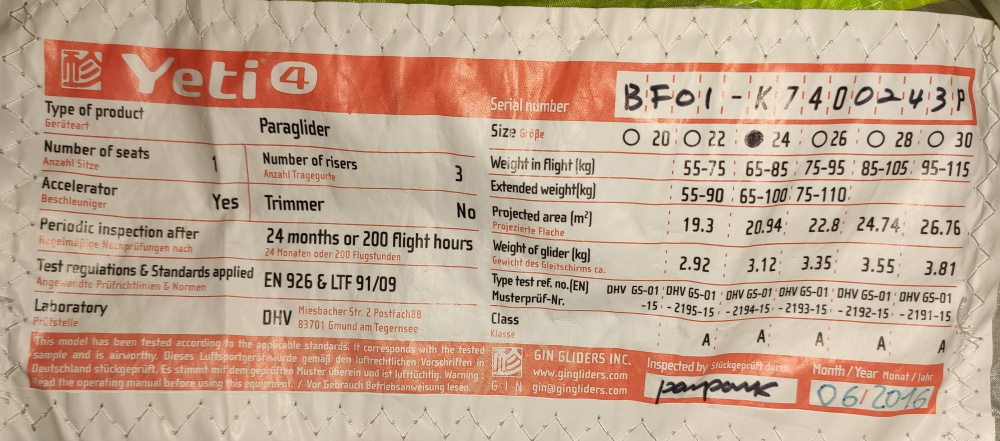 Yeti 4
Serial number BF01-K7400243P
Type of product
Geräteart
Paraglider
Number of seats
Anzahl Sitze
1
Number of risers
Anzahl Tragegurte
3
Accelerator
Beschleuniger
Yes
Trimmer
No
Periodic inspection after
Regelmäßige Nachprüfungen nach
24 months or 200 flight hours
24 Monaten oder 200 Flugstunden
Test regulations & Standards applied
Angewandte Prüfrichtlinien & Normen
EN 926 & LTF 91/09
Laboratory
Prüfstelle
DHV
Miesbacher Str. 2 Postfach88
83701 Gmund am Tegernsee
Size Größe 20 22 24 26 28 30
Weight in flight (kg) 55-75 65-85 75-95 85-105 95-115
Extended weight(kg) 55-90 65-100 75-110
Projected area (m²)
Projezierte Fläche
19.3 20.94 22.8 24.74 26.76
Weight of glider (kg)
Gewicht des Gleitschirms ca.
2.92 3.12 3.35 3.55 3.81
Type test ref. no.(EN) DHV GS-01 DHV GS-01 DHV GS-01 DHV GS-01 DHV GS-01
Musterprüf-Nr. -2195-15 -2194-15 -2193-15 -2192-15 -2191-15
Class
Klasse
A A A A A
This model has been tested according to the applicable standards. It corresponds with the tested
sample and is airworthy. Dieses Luftsportgerät wurde gemäß den luftrechtlichen Vorschriften in
Deutschland stückgeprüft. Es stimmt mit dem geprüften Muster überein und ist lufttüchtig. Warning :
Read the operating manual before using this equipment. / Vor Gebrauch Betriebsanweisung lesen.
GIN
GIN GLIDERS INC.
www.gingliders.com
gin@gingliders.com
Inspected by stückgeprüft durch
Month / Year Monat / Jahr
06/2016